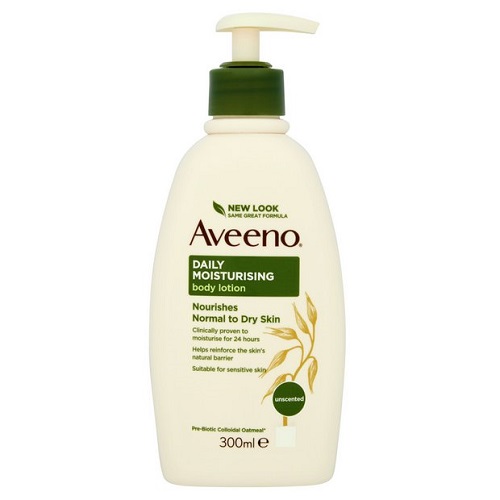 NEW LOOK
SAME GREAT FORMULA
Aveeno
DAILY
MOISTURISING
body lotion
Nourishes
Normal to Dry Skin
Clinically proven to
moisturise for 24 hours
Helps reinforce the skin's
natural barrier
Suitable for sensitive skin
unscented
Pre-Biotic Colloidal Oatmeal*
300ml e